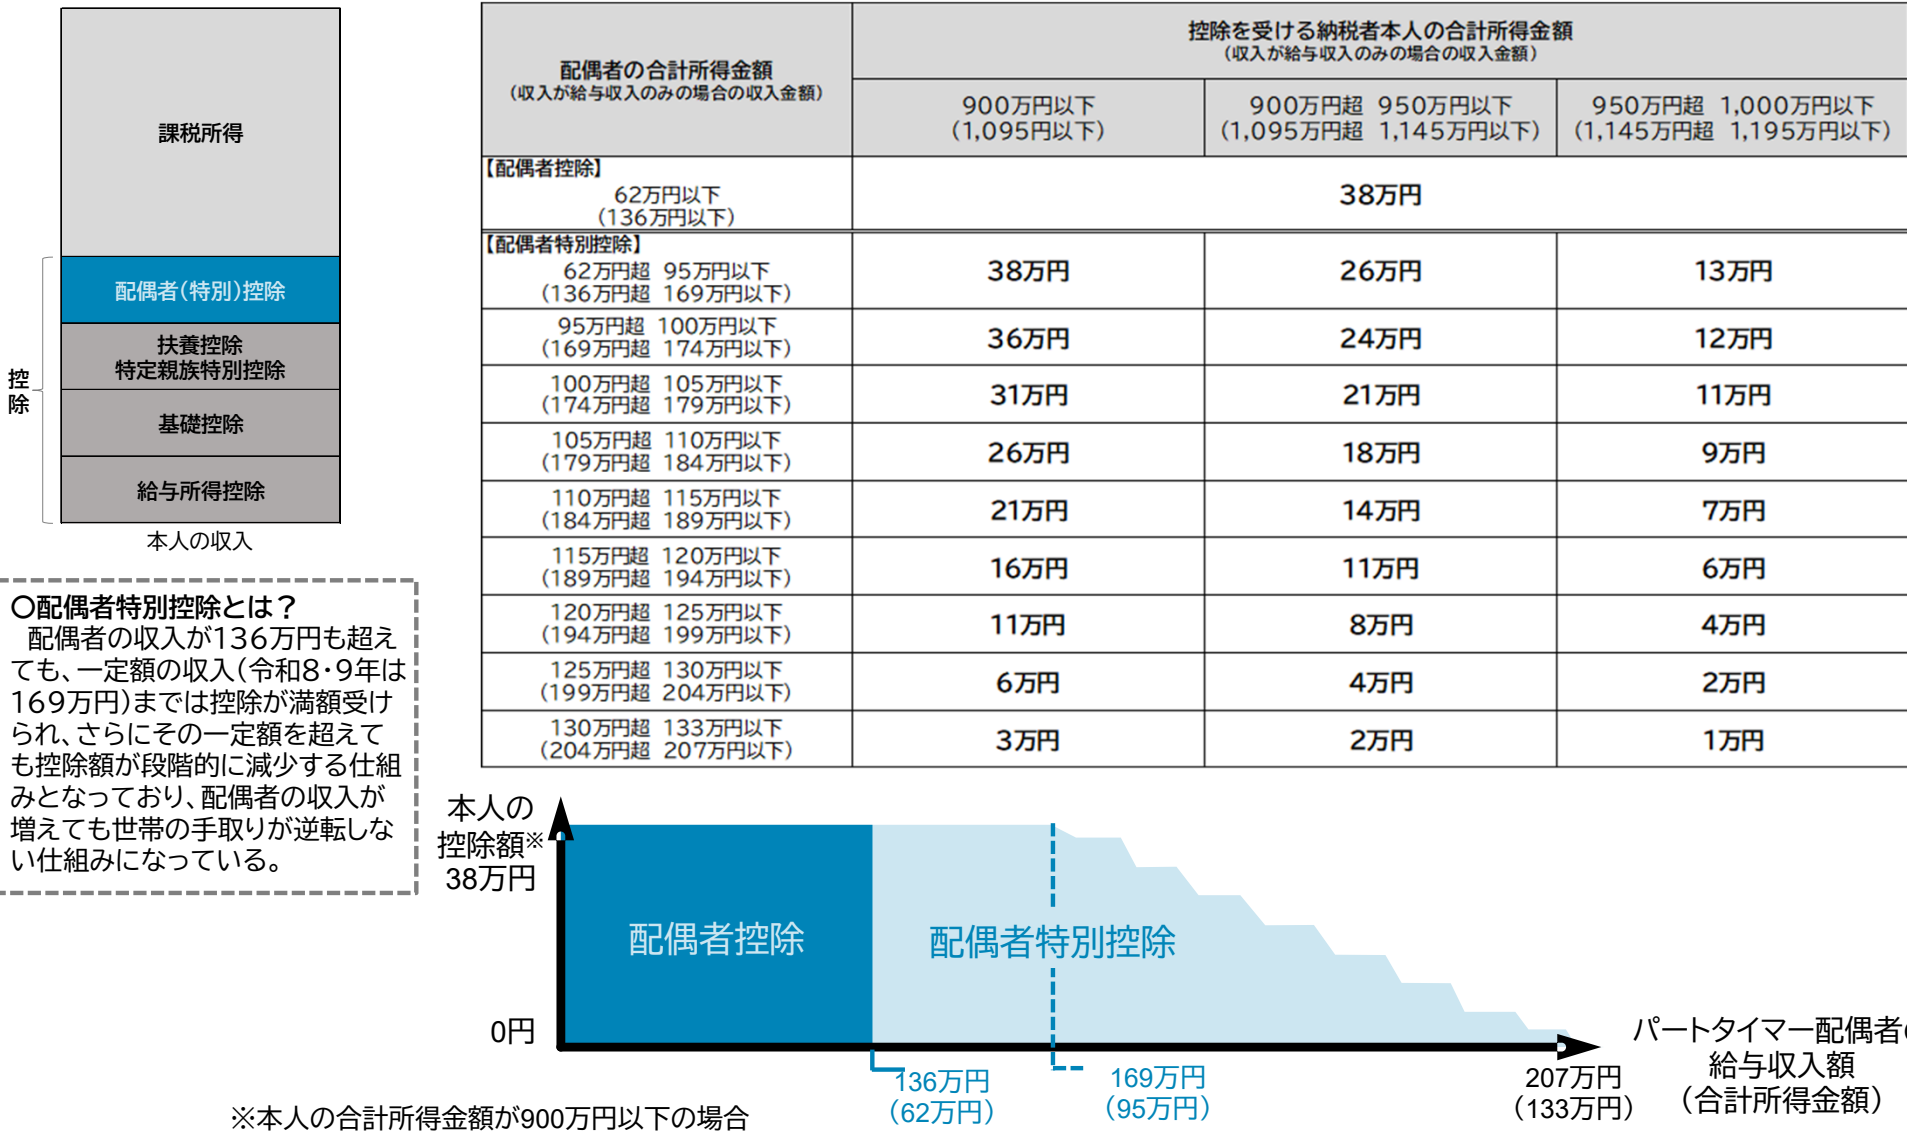 課税所得
配偶者(特別)控除
扶養控除
特定親族特別控除
基礎控除
給与所得控除
控除
本人の収入
〇配偶者特別控除とは？
配偶者の収入が136万円も超え
ても、一定額の収入(令和8・9年は
169万円)までは控除が満額受け
られ、さらにその一定額を超えて
も控除額が段階的に減少する仕組
みとなっており、配偶者の収入が
増えても世帯の手取りが逆転しな
い仕組みになっている。
配偶者の合計所得金額
(収入が給与収入のみの場合の収入金額)
控除を受ける納税者本人の合計所得金額
(収入が給与収入のみの場合の収入金額)
900万円以下
(1,095円以下)
900万円超 950万円以下
(1,095万円超 1,145万円以下)
950万円超 1,000万円以下
(1,145万円超 1,195万円以下)
【配偶者控除】
62万円以下
(136万円以下)
38万円
【配偶者特別控除】
62万円超 95万円以下
(136万円超 169万円以下)
38万円
26万円
13万円
95万円超 100万円以下
(169万円超 174万円以下)
36万円
24万円
12万円
100万円超 105万円以下
(174万円超 179万円以下)
31万円
21万円
11万円
105万円超 110万円以下
(179万円超 184万円以下)
26万円
18万円
9万円
110万円超 115万円以下
(184万円超 189万円以下)
21万円
14万円
7万円
115万円超 120万円以下
(189万円超 194万円以下)
16万円
11万円
6万円
120万円超 125万円以下
(194万円超 199万円以下)
11万円
8万円
4万円
125万円超 130万円以下
(199万円超 204万円以下)
6万円
4万円
2万円
130万円超 133万円以下
(204万円超 207万円以下)
3万円
2万円
1万円
本人の
控除額※
38万円
0円
配偶者控除
配偶者特別控除
136万円
(62万円)
169万円
(95万円)
207万円
(133万円)
パートタイマー配偶者
給与収入額
(合計所得金額)
※本人の合計所得金額が900万円以下の場合